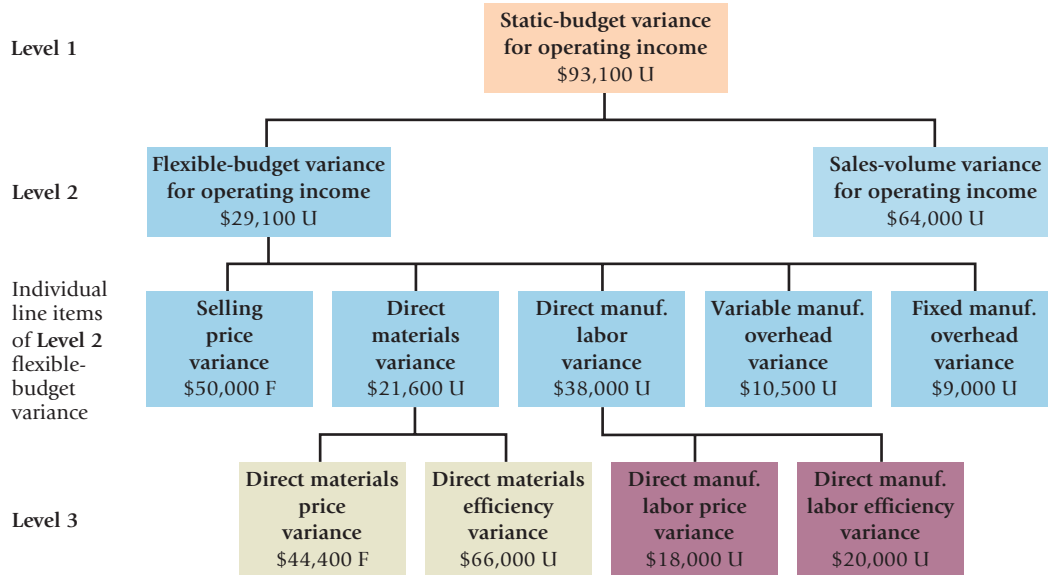 Level 1
Static-budget variance
for operating income
$93,100 U
Level 2
Flexible-budget variance
for operating income
$29,100 U
Sales-volume variance
for operating income
$64,000 U
Individual
line items
of Level 2
flexible-
budget
variance
Selling
price
variance
$50,000 F
Direct
materials
variance
$21,600 U
Direct manuf.
labor
variance
$38,000 U
Variable manuf.
overhead
variance
$10,500 U
Fixed manuf.
overhead
variance
$9,000 U
Level 3
Direct materials
price
variance
$44,400 F
Direct materials
efficiency
variance
$66,000 U
Direct manuf.
labor price
variance
$18,000 U
Direct manuf.
labor efficiency
variance
$20,000 U